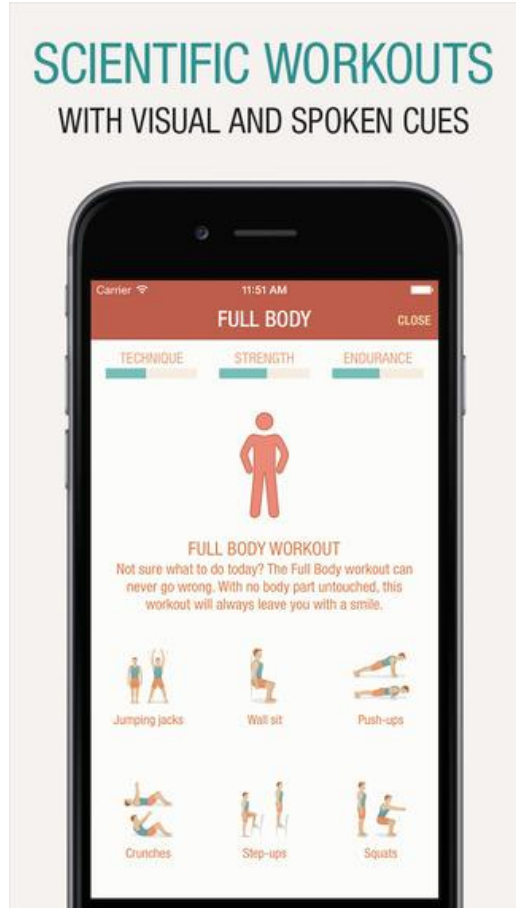 SCIENTIFIC WORKOUTS
WITH VISUAL AND SPOKEN CUES
Carrier 11:51 AM
FULL BODY CLOSE
TECHNIQUE STRENGTH ENDURANCE
FULL BODY WORKOUT
Not sure what to do today? The Full Body workout can
never go wrong. With no body part untouched, this
workout will always leave you with a smile.
Jumping jacks Wall sit Push-ups
Crunches Step-ups Squats